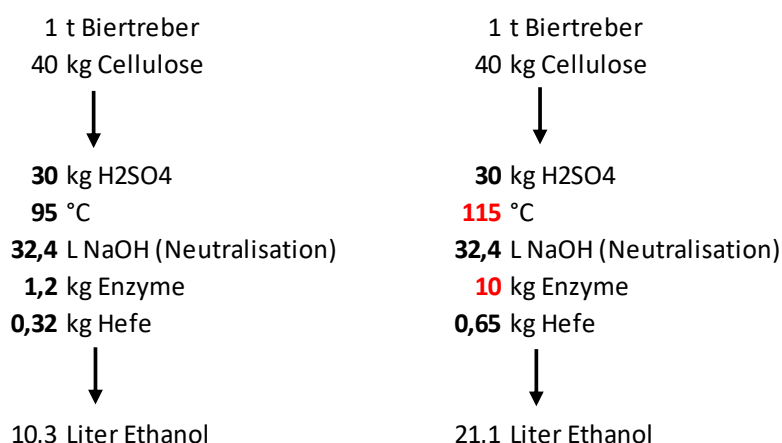 1 t Biertreber
40 kg Cellulose
30 kg H2SO4
95 °C
32,4 L NaOH (Neutralisation)
1,2 kg Enzyme
0,32 kg Hefe
10,3 Liter Ethanol
1 t Biertreber
40 kg Cellulose
30 kg H2SO4
115 °C
32,4 L NaOH (Neutralisation)
10 kg Enzyme
0,65 kg Hefe
21,1 Liter Ethanol